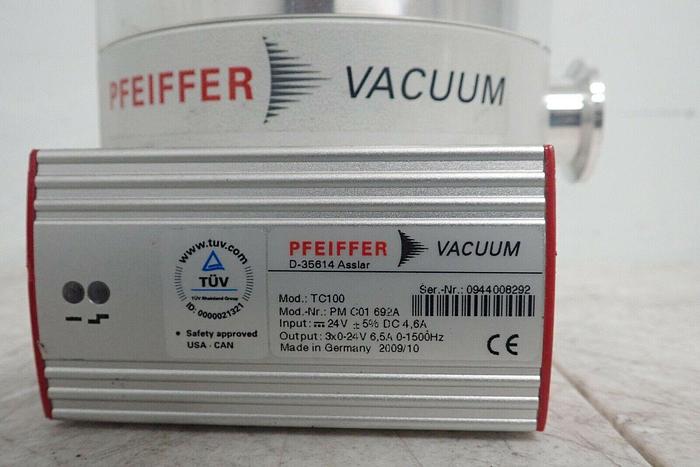 PFEIFFER VACUUM
www.tuv.com
TÜV
TÜV Rheinland Group
ID: 0000021321
• Safety approved
USA - CAN
PFEIFFER VACUUM
D-35614 Asslar
Ser.-Nr.: 0944008292
Mod.: TC100
Mod.-Nr.: PM C01 692A
Input: 24V ± 5% DC 4,6A
Output: 3x0-24V 6,5A 0-1500Hz
Made in Germany 2009/10
CE